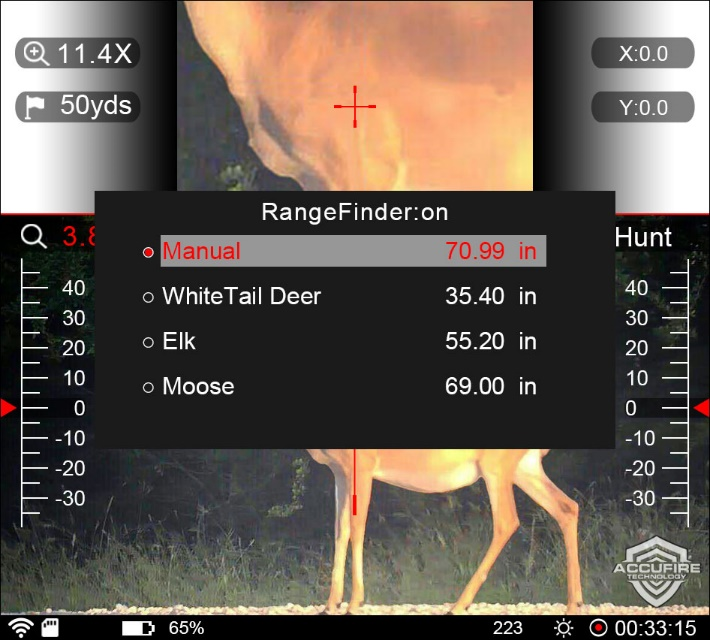 11.4X
X:0.0
50yds
Y:0.0
RangeFinder:on
3.8
Hunt
Manual 70.99 in
WhiteTail Deer 35.40 in
Elk 55.20 in
Moose 69.00 in
40 40
30 30
20 20
10 10
0 0
-10 -10
-20 -20
-30 -30
ACCUFIRE
TECHNOLOGY
65% 223 00:33:15